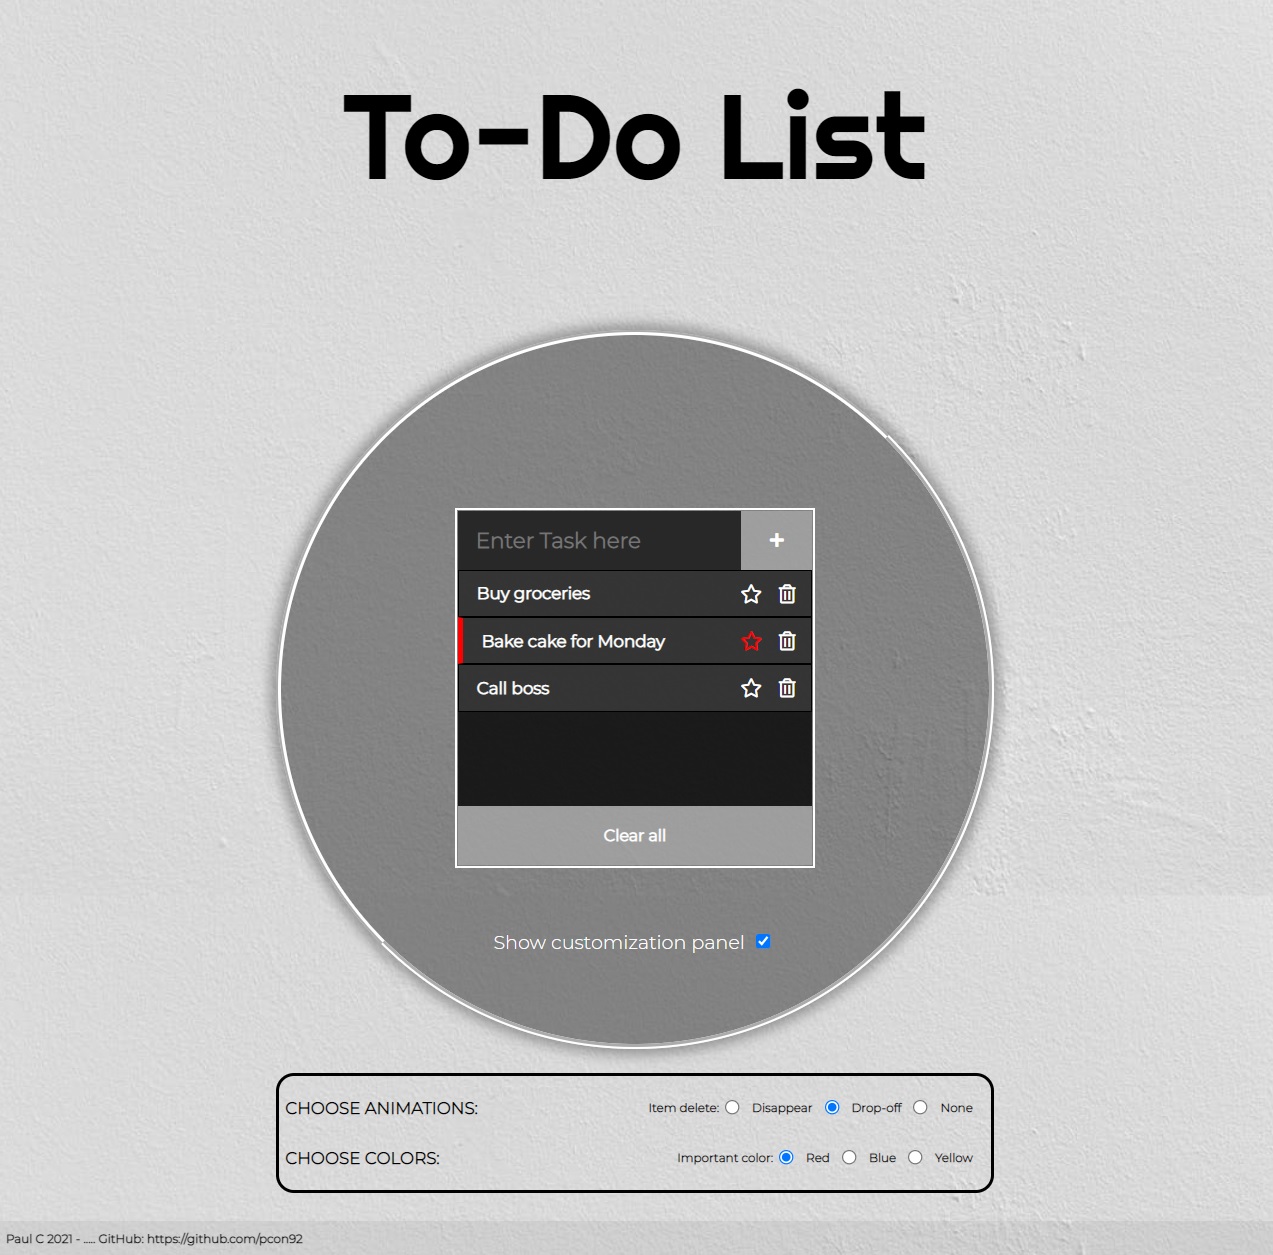 To-Do List
Enter Task here +
Buy groceries
Bake cake for Monday
Call boss
Clear all
Show customization panel
CHOOSE ANIMATIONS: Item delete: Disappear Drop-off None
CHOOSE COLORS: Important color: Red Blue Yellow
Paul C 2021 - ..... GitHub: https://github.com/pcon92